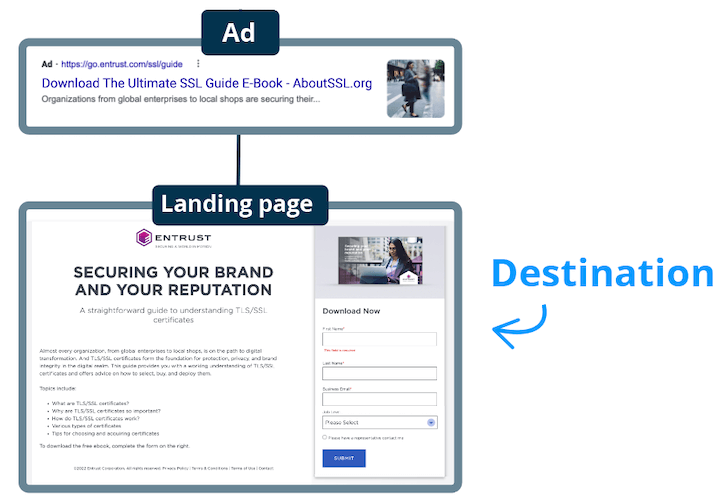 Ad
Ad · https://go.entrust.com/ssl/guide
Download The Ultimate SSL Guide E-Book - AboutSSL.org
Organizations from global enterprises to local shops are securing their...
Landing page
ENTRUST
SECURING YOUR BRAND
AND YOUR REPUTATION
A straightforward guide to understanding TLS/SSL
certificates
Almost every organization, from global enterprises to local shops, is on the path to digital
transformation. And TLS/SSL certificates form the foundation for protection, privacy, and brand
integrity in the digital realm. This guide provides you with a working understanding of TLS/SSL
certificates and offers advice on how to select, buy, and deploy them.
Topics include:
• What are TLS/SSL certificates?
• Why are TLS/SSL certificates so important?
• How do TLS/SSL certificates work?
• Various types of certificates
• Tips for choosing and acquiring certificates
To download the free ebook, complete the form on the right.
©2022 Entrust Corporation. All rights reserved. Privacy Policy | Terms & Conditions | Terms of Use | Contact
Securing your
brand and your
reputation
Download Now
First Name*
Last Name*
Business Email*
Job Level
Please Select
Please have a representative contact me
SUBMIT
Destination